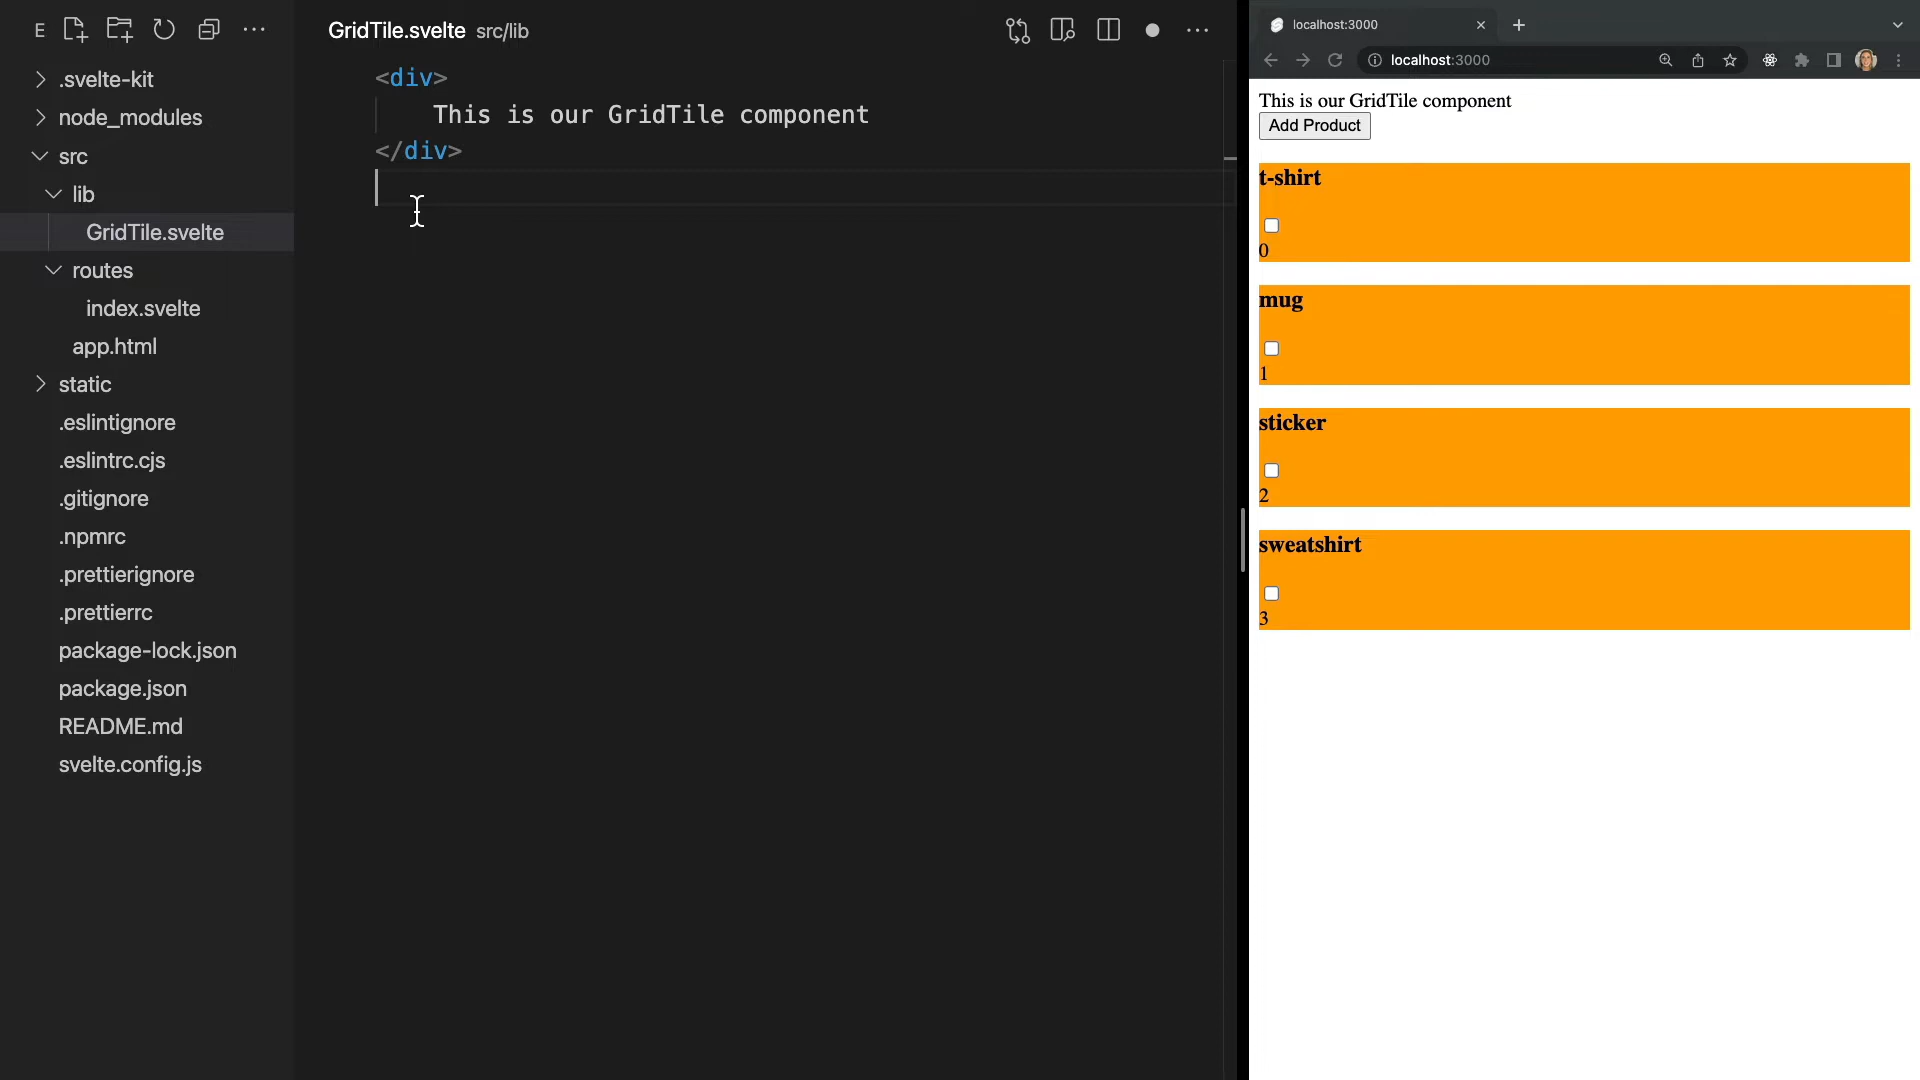 E
.svelte-kit
node_modules
src
lib
GridTile.svelte
routes
index.svelte
app.html
static
.eslintignore
.eslintrc.cjs
.gitignore
.npmrc
.prettierignore
.prettierrc
package-lock.json
package.json
README.md
svelte.config.js
GridTile.svelte src/lib
<div>
This is our GridTile component
</div>
localhost:3000
localhost:3000
This is our GridTile component
Add Product
t-shirt
0
mug
1
sticker
2
sweatshirt
3